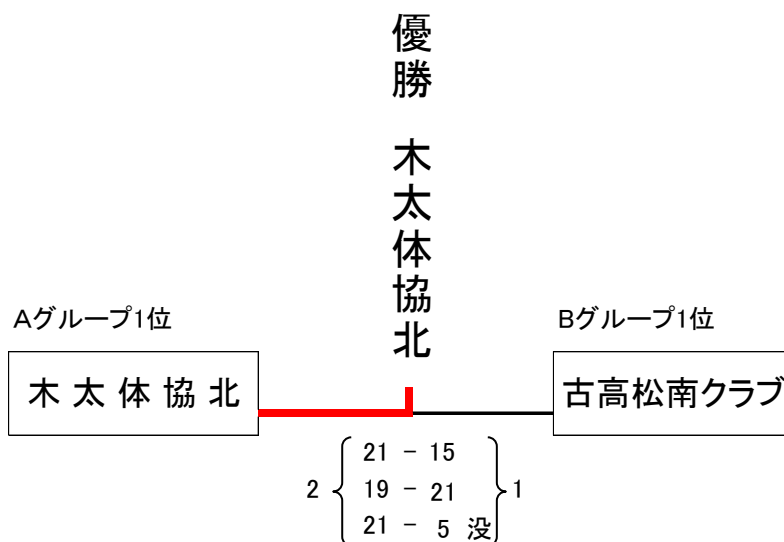 優勝 木太体協北
Aグループ1位
Bグループ1位
木太体協北
古高松南クラブ
21 - 15
2 { 19 - 21 } 1
21 - 5 没